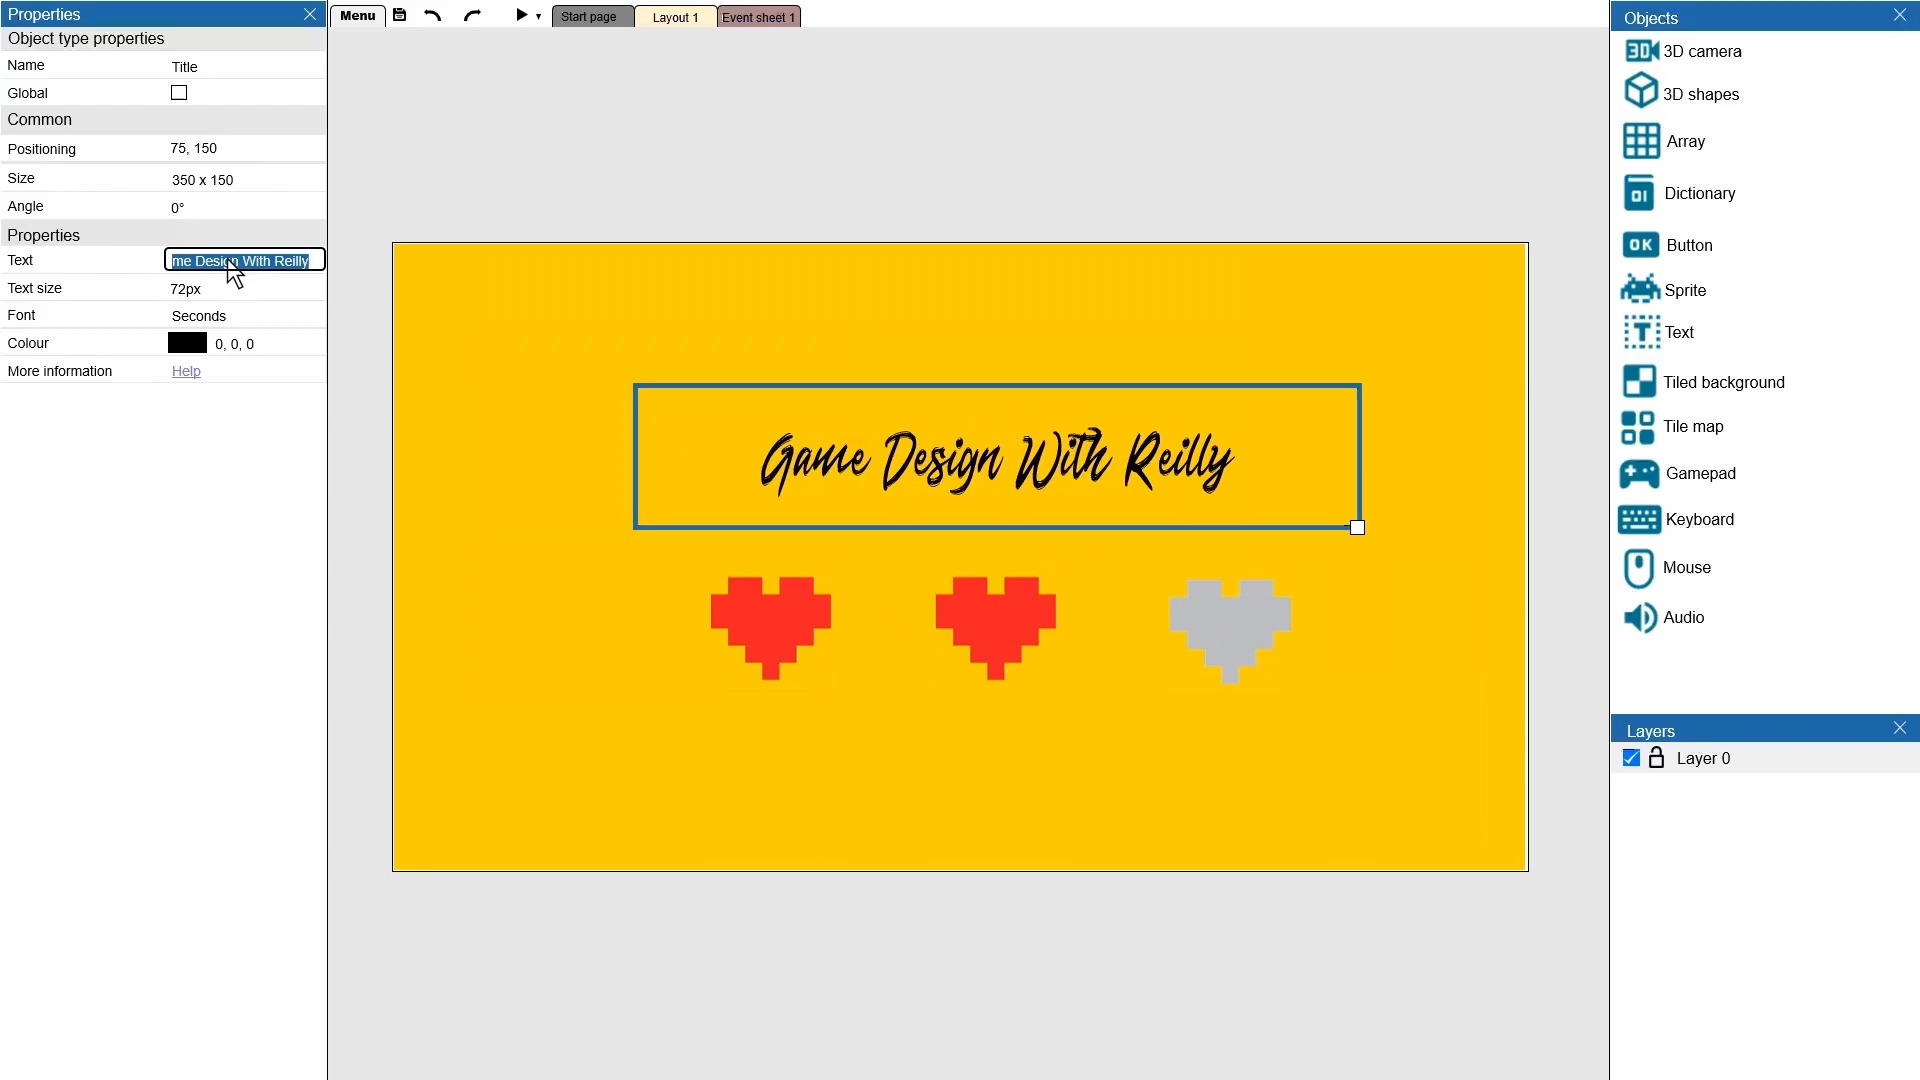 Properties
Object type properties
Name Title
Global
Common
Positioning 75, 150
Size 350 x 150
Angle 0°
Properties
Text me Design With Reilly
Text size 72px
Font Seconds
Colour 0, 0, 0
More information Help
Menu Start page Layout 1 Event sheet 1
Game Design With Reilly
Objects
3D 3D camera
3D shapes
Array
01 Dictionary
OK Button
Sprite
T Text
Tiled background
Tile map
Gamepad
Keyboard
Mouse
Audio
Layers
Layer 0